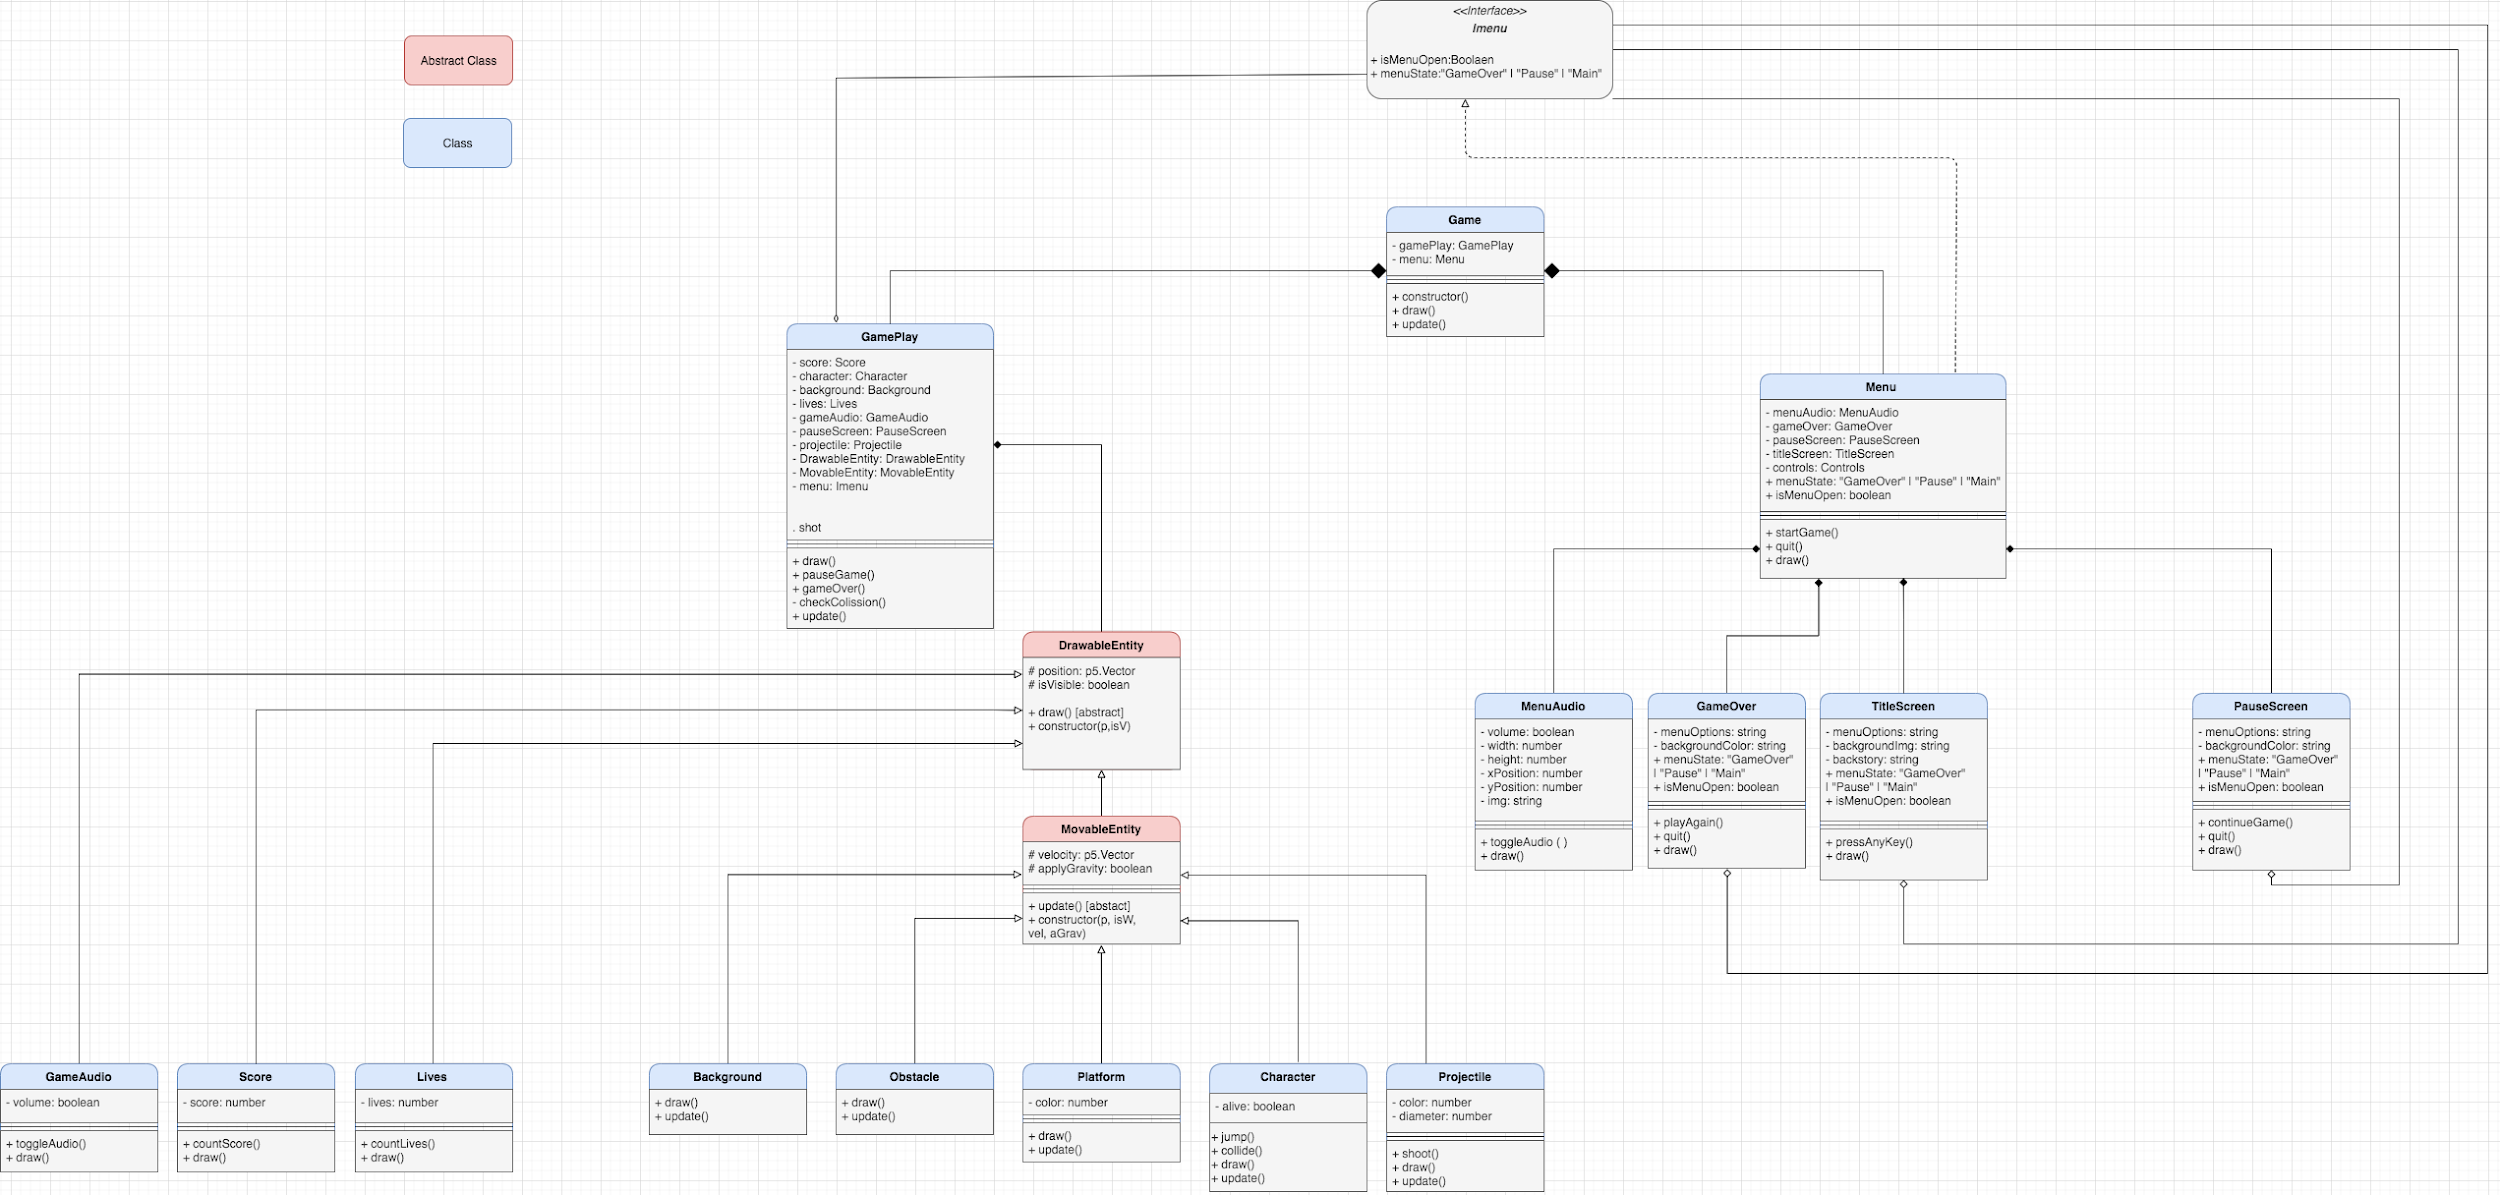 <<Interface>>
Imenu
+ isMenuOpen:Boolaen
+ menuState:"GameOver" | "Pause" | "Main"
Abstract Class
Class
Game
- gamePlay: GamePlay
- menu: Menu
+ constructor()
+ draw()
+ update()
GamePlay
- score: Score
- character: Character
- background: Background
- lives: Lives
- gameAudio: GameAudio
- pauseScreen: PauseScreen
- projectile: Projectile
- DrawableEntity: DrawableEntity
- MovableEntity: MovableEntity
- menu: Imenu
. shot
+ draw()
+ pauseGame()
+ gameOver()
- checkColission()
+ update()
Menu
- menuAudio: MenuAudio
- gameOver: GameOver
- pauseScreen: PauseScreen
- titleScreen: TitleScreen
- controls: Controls
+ menuState: "GameOver" | "Pause" | "Main"
+ isMenuOpen: boolean
+ startGame()
+ quit()
+ draw()
DrawableEntity
# position: p5.Vector
# isVisible: boolean
+ draw() [abstract]
+ constructor(p,isV)
MovableEntity
# velocity: p5.Vector
# applyGravity: boolean
+ update() [abstact]
+ constructor(p, isW,
vel, aGrav)
MenuAudio
- volume: boolean
- width: number
- height: number
- xPosition: number
- yPosition: number
- img: string
+ toggleAudio ( )
+ draw()
GameOver
- menuOptions: string
- backgroundColor: string
+ menuState: "GameOver"
| "Pause" | "Main"
+ isMenuOpen: boolean
+ playAgain()
+ quit()
+ draw()
TitleScreen
- menuOptions: string
- backgroundImg: string
- backstory: string
+ menuState: "GameOver"
| "Pause" | "Main"
+ isMenuOpen: boolean
+ pressAnyKey()
+ draw()
PauseScreen
- menuOptions: string
- backgroundColor: string
+ menuState: "GameOver"
| "Pause" | "Main"
+ isMenuOpen: boolean
+ continueGame()
+ quit()
+ draw()
GameAudio
- volume: boolean
+ toggleAudio()
+ draw()
Score
- score: number
+ countScore()
+ draw()
Lives
- lives: number
+ countLives()
+ draw()
Background
+ draw()
+ update()
Obstacle
+ draw()
+ update()
Platform
- color: number
+ draw()
+ update()
Character
- alive: boolean
+ jump()
+ collide()
+ draw()
+ update()
Projectile
- color: number
- diameter: number
+ shoot()
+ draw()
+ update()